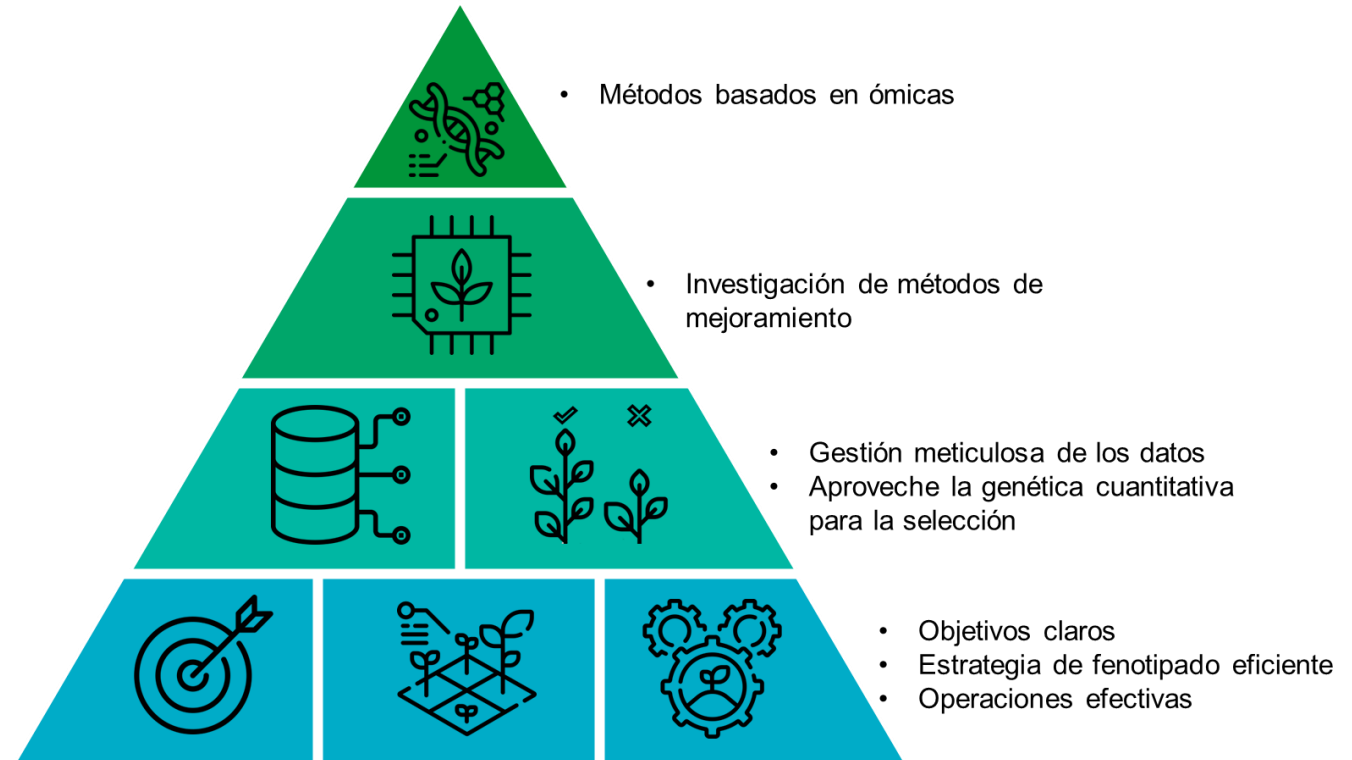 • Métodos basados en ómicas
• Investigación de métodos de
mejoramiento
• Gestión meticulosa de los datos
• Aproveche la genética cuantitativa
para la selección
• Objetivos claros
• Estrategia de fenotipado eficiente
• Operaciones efectivas